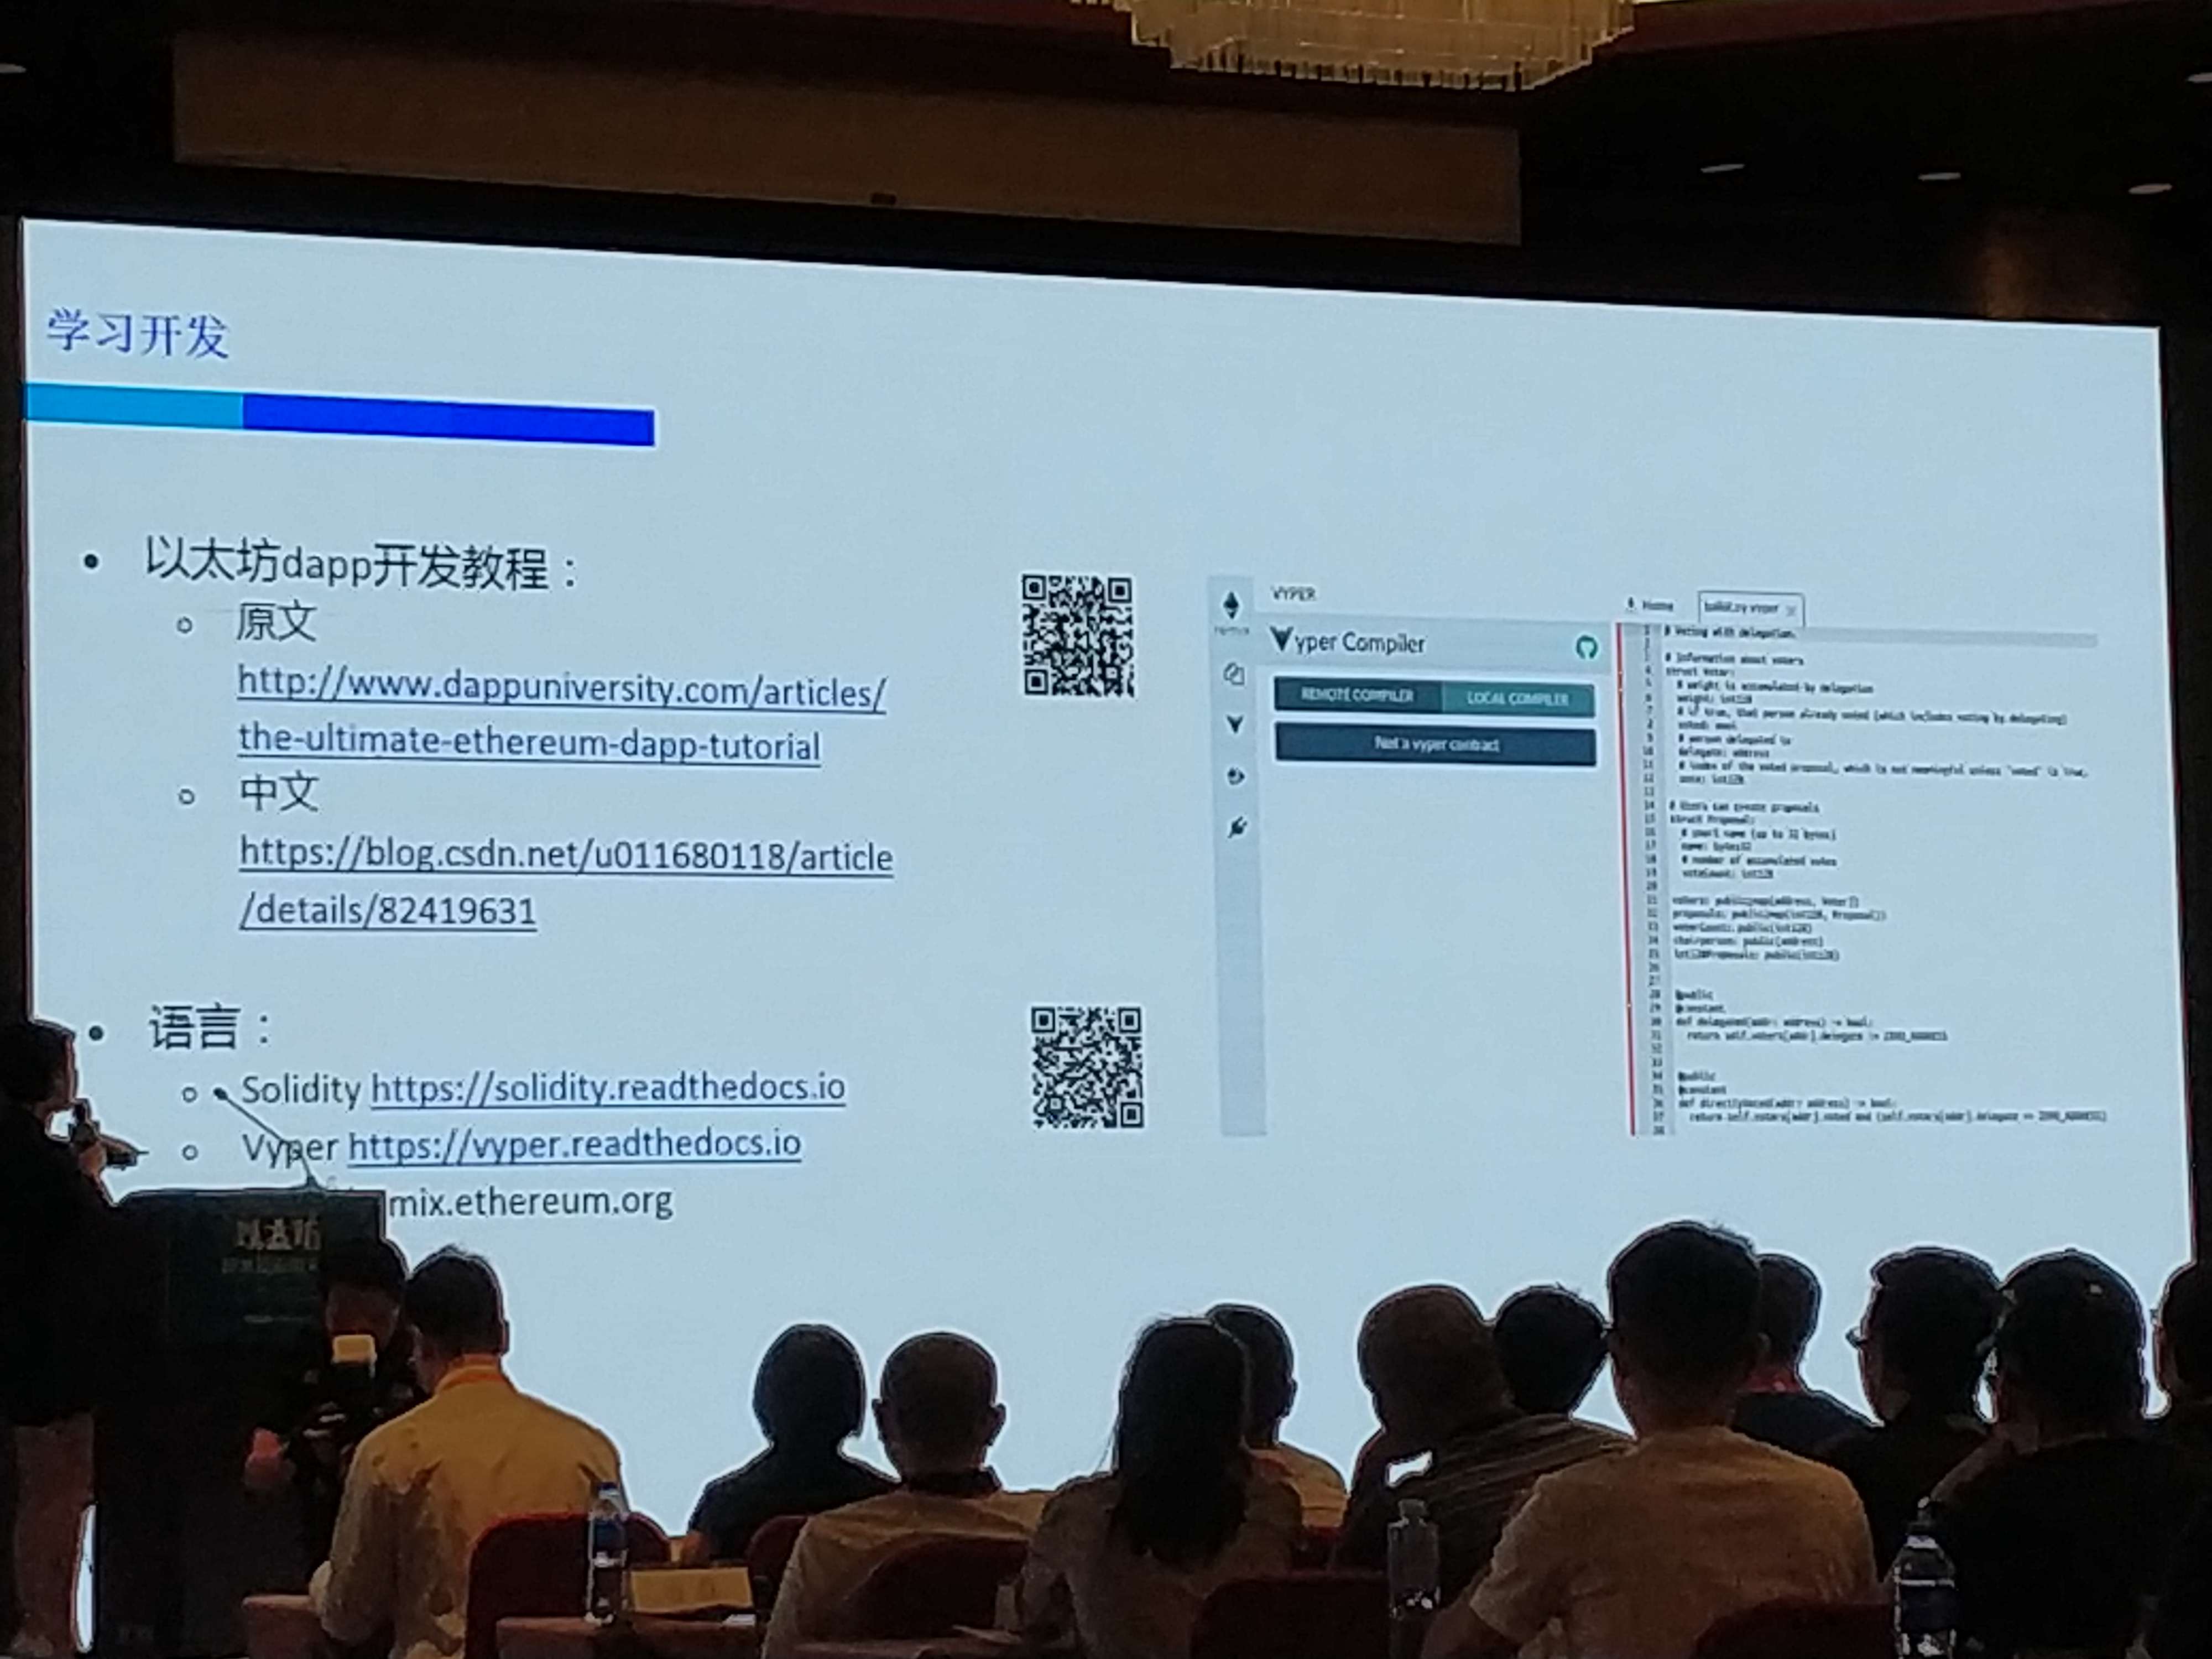 学习开发
以太坊dapp开发教程：
原文
http://www.dappuniversity.com/articles/
the-ultimate-ethereum-dapp-tutorial
中文
https://blog.csdn.net/u011680118/article
/details/82419631
语言：
Solidity https://solidity.readthedocs.io
Vyper https://vyper.readthedocs.io
mix.ethereum.org
以太坊
VYPER
Vyper Compiler
REMOTE COMPILER
LOCAL COMPILER
Not a vyper contract
Home
# Voting with delegation.
# Information about voters
struct Voter:
# weight is accumulated by delegation
weight: int128
# if true, that person already voted (which includes voting by delegating)
voted: bool
# person delegated to
delegate: address
# index of the voted proposal, which is not meaningful unless `voted` is true.
vote: int128
# Users can create proposals
struct Proposal:
# short name (up to 32 bytes)
name: bytes32
# number of accumulated votes
voteCount: int128
voters: public(map(address, Voter))
proposals: public(map(int128, Proposal))
voterCount: public(int128)
chairperson: public(address)
int128Proposals: public(int128)
@public
@constant
def delegated(addr: address) -> bool:
return self.voters[addr].delegate != ZERO_ADDRESS
@public
@constant
def directlyVoted(addr: address) -> bool:
return self.voters[addr].voted and (self.voters[addr].delegate == ZERO_ADDRESS)